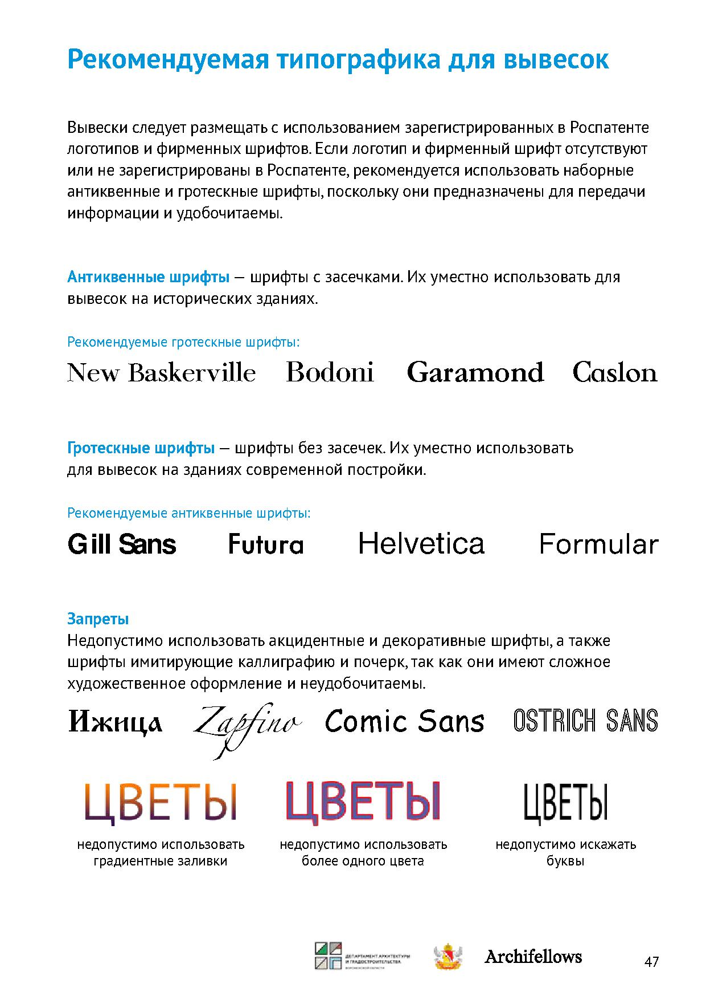 Рекомендуемая типографика для вывесок
Вывески следует размещать с использованием зарегистрированных в Роспатенте
логотипов и фирменных шрифтов. Если логотип и фирменный шрифт отсутствуют
или не зарегистрированы в Роспатенте, рекомендуется использовать наборные
антиквенные и гротескные шрифты, поскольку они предназначены для передачи
информации и удобочитаемы.
Антиквенные шрифты — шрифты с засечками. Их уместно использовать для
вывесок на исторических зданиях.
Рекомендуемые гротескные шрифты:
New Baskerville Bodoni Garamond Caslon
Гротескные шрифты — шрифты без засечек. Их уместно использовать
для вывесок на зданиях современной постройки.
Рекомендуемые антиквенные шрифты:
Gill Sans Futura Helvetica Formular
Запреты
Недопустимо использовать акцидентные и декоративные шрифты, а также
шрифты имитирующие каллиграфию и почерк, так как они имеют сложное
художественное оформление и неудобочитаемы.
Ижица Zapfino Comic Sans OSTRICH SANS
ЦВЕТЫ ЦВЕТЫ ЦВЕТЫ
недопустимо использовать недопустимо использовать недопустимо искажать
градиентные заливки более одного цвета буквы
ДЕПАРТАМЕНТ АРХИТЕКТУРЫ
И ГРАДОСТРОИТЕЛЬСТВА
ВОРОНЕЖСКОЙ ОБЛАСТИ
Archifellows
47